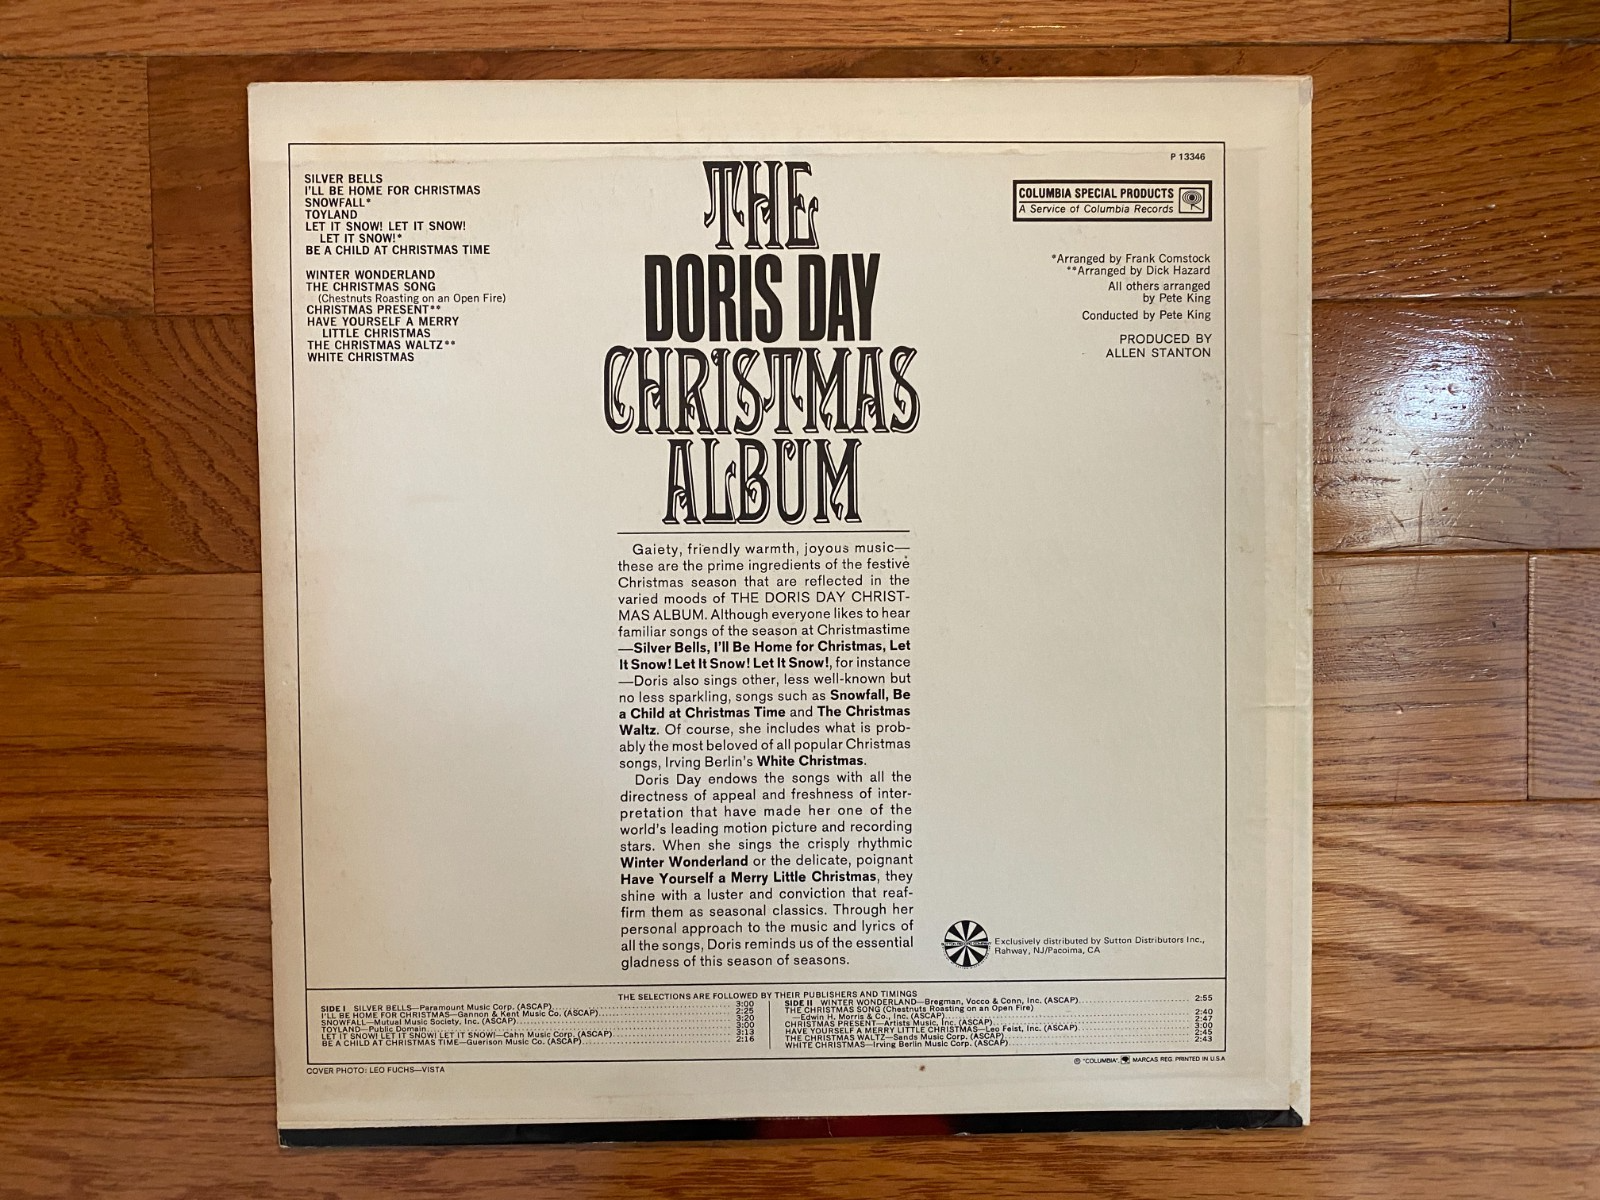 P 13346
SILVER BELLS
I'LL BE HOME FOR CHRISTMAS
SNOWFALL*
TOYLAND
LET IT SNOW! LET IT SNOW!
LET IT SNOW!*
BE A CHILD AT CHRISTMAS TIME
WINTER WONDERLAND
THE CHRISTMAS SONG
(Chestnuts Roasting on an Open Fire)
CHRISTMAS PRESENT**
HAVE YOURSELF A MERRY
LITTLE CHRISTMAS
THE CHRISTMAS WALTZ**
WHITE CHRISTMAS
THE
DORIS DAY
CHRISTMAS
ALBUM
COLUMBIA SPECIAL PRODUCTS
A Service of Columbia Records
*Arranged by Frank Comstock
**Arranged by Dick Hazard
All others arranged
by Pete King
Conducted by Pete King
PRODUCED BY
ALLEN STANTON
Gaiety, friendly warmth, joyous music—
these are the prime ingredients of the festive
Christmas season that are reflected in the
varied moods of THE DORIS DAY CHRIST-
MAS ALBUM. Although everyone likes to hear
familiar songs of the season at Christmastime
—Silver Bells, I'll Be Home for Christmas, Let
It Snow! Let It Snow! Let It Snow!, for instance
—Doris also sings other, less well-known but
no less sparkling, songs such as Snowfall, Be
a Child at Christmas Time and The Christmas
Waltz. Of course, she includes what is prob-
ably the most beloved of all popular Christmas
songs, Irving Berlin's White Christmas.
Doris Day endows the songs with all the
directness of appeal and freshness of inter-
pretation that have made her one of the
world's leading motion picture and recording
stars. When she sings the crisply rhythmic
Winter Wonderland or the delicate, poignant
Have Yourself a Merry Little Christmas, they
shine with a luster and conviction that reaf-
firm them as seasonal classics. Through her
personal approach to the music and lyrics of
all the songs, Doris reminds us of the essential
gladness of this season of seasons.
Exclusively distributed by Sutton Distributors Inc.,
Rahway, NJ/Pacoima, CA
THE SELECTIONS ARE FOLLOWED BY THEIR PUBLISHERS AND TIMINGS
SIDE I SILVER BELLS—Paramount Music Corp. (ASCAP) 3:00
I'LL BE HOME FOR CHRISTMAS—Gannon & Kent Music Co. (ASCAP) 2:25
SNOWFALL—Mutual Music Society, Inc. (ASCAP) 3:20
TOYLAND—Public Domain 3:00
LET IT SNOW! LET IT SNOW! LET IT SNOW!—Cahn Music Corp. (ASCAP) 3:13
BE A CHILD AT CHRISTMAS TIME—Guerison Music Co. (ASCAP) 2:16
SIDE II WINTER WONDERLAND—Bregman, Vocco & Conn, Inc. (ASCAP) 2:55
THE CHRISTMAS SONG (Chestnuts Roasting on an Open Fire)
—Edwin H. Morris & Co., Inc. (ASCAP) 2:40
CHRISTMAS PRESENT—Artists Music, Inc. (ASCAP) 2:47
HAVE YOURSELF A MERRY LITTLE CHRISTMAS—Leo Feist, Inc. (ASCAP) 3:00
THE CHRISTMAS WALTZ—Sands Music Corp. (ASCAP) 2:45
WHITE CHRISTMAS—Irving Berlin Music Corp. (ASCAP) 2:43
COVER PHOTO: LEO FUCHS—VISTA
© "COLUMBIA", MARCAS REG. PRINTED IN U.S.A